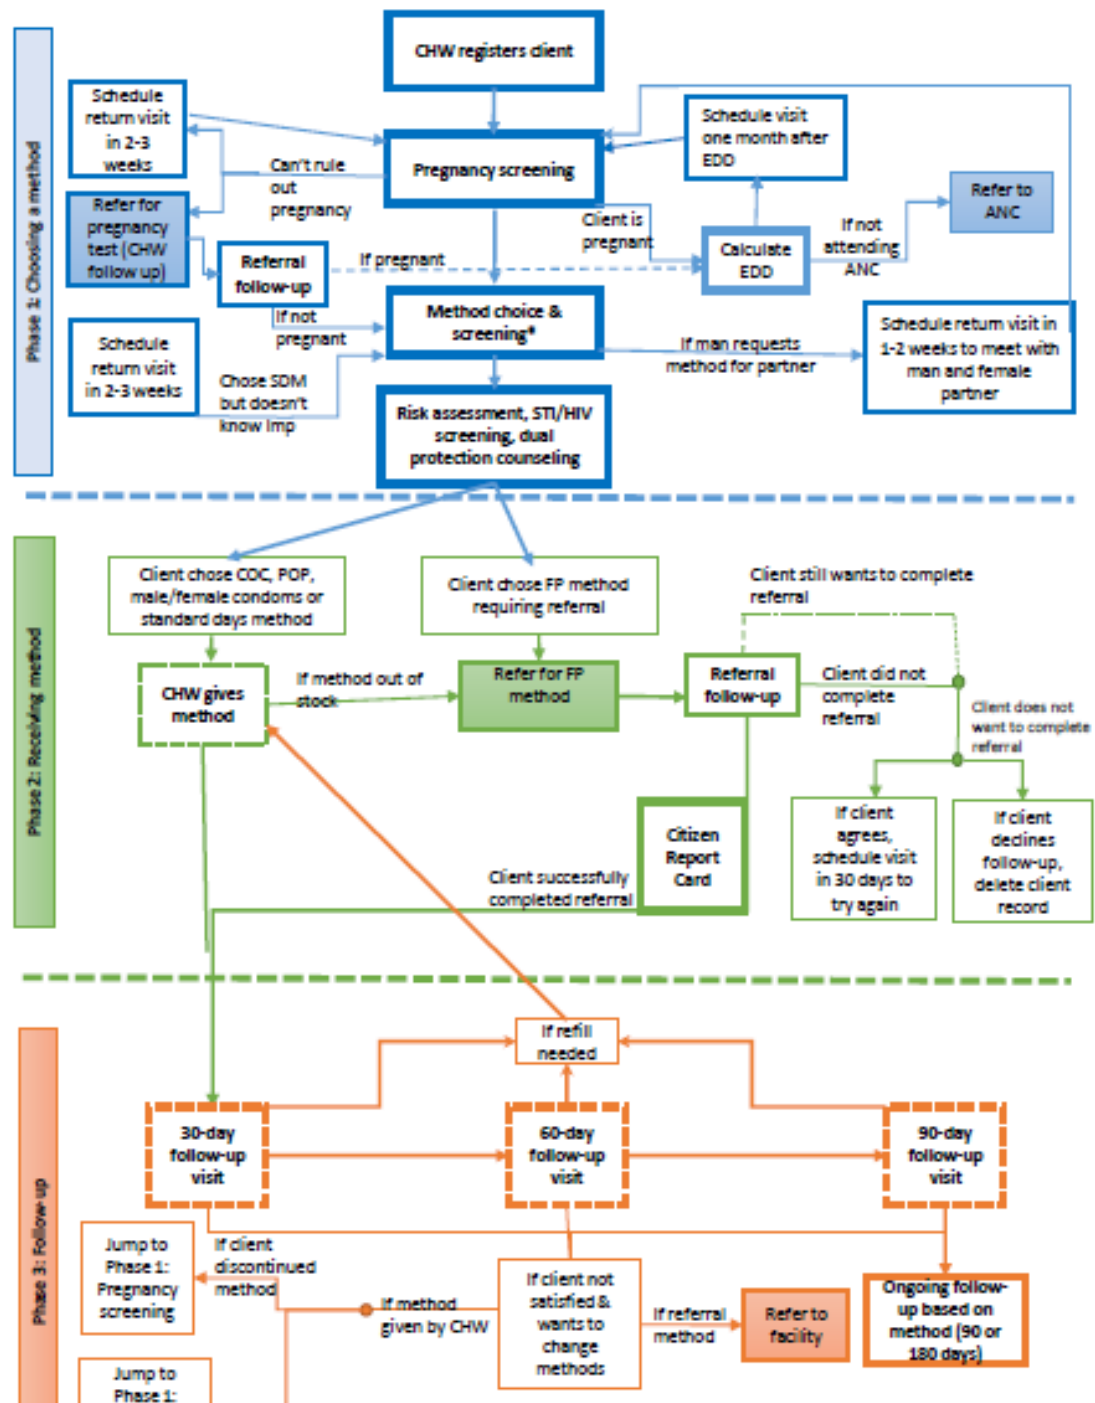 Phase 1: Choosing a method
CHW registers client
Schedule
return visit
in 2-3
weeks
Schedule visit
one month after
EDD
Pregnancy screening
Can't rule
out
pregnancy
Refer for
pregnancy
test (CHW
follow up)
Client is
pregnant
If not
attending
ANC
Refer to
ANC
Referral
follow-up
If pregnant
Calculate
EDD
If not
pregnant
Method choice &
screening*
Schedule
return visit
in 2-3 weeks
If man requests
method for partner
Schedule return visit in
1-2 weeks to meet with
man and female
partner
Chose SDM
but doesn't
know lmp
Risk assessment, STI/HIV
screening, dual
protection counseling
Phase 2: Receiving method
Client chose COC, POP,
male/female condoms or
standard days method
Client chose FP method
requiring referral
Client still wants to complete
referral
CHW gives
method
If method out of
stock
Refer for FP
method
Referral
follow-up
Client did not
complete
referral
Client does not
want to complete
referral
Citizen
Report
Card
If client
agrees,
schedule visit
in 30 days to
try again
If client
declines
follow-up,
delete client
record
Client successfully
completed referral
Phase 3: Follow-up
If refill
needed
30-day
follow-up
visit
60-day
follow-up
visit
90-day
follow-up
visit
Jump to
Phase 1:
Pregnancy
screening
If client
discontinued
method
If method
given by CHW
If client not
satisfied &
wants to
change
methods
If referral
method
Refer to
facility
Ongoing follow-
up based on
method (90 or
180 days)
Jump to
Phase 1: